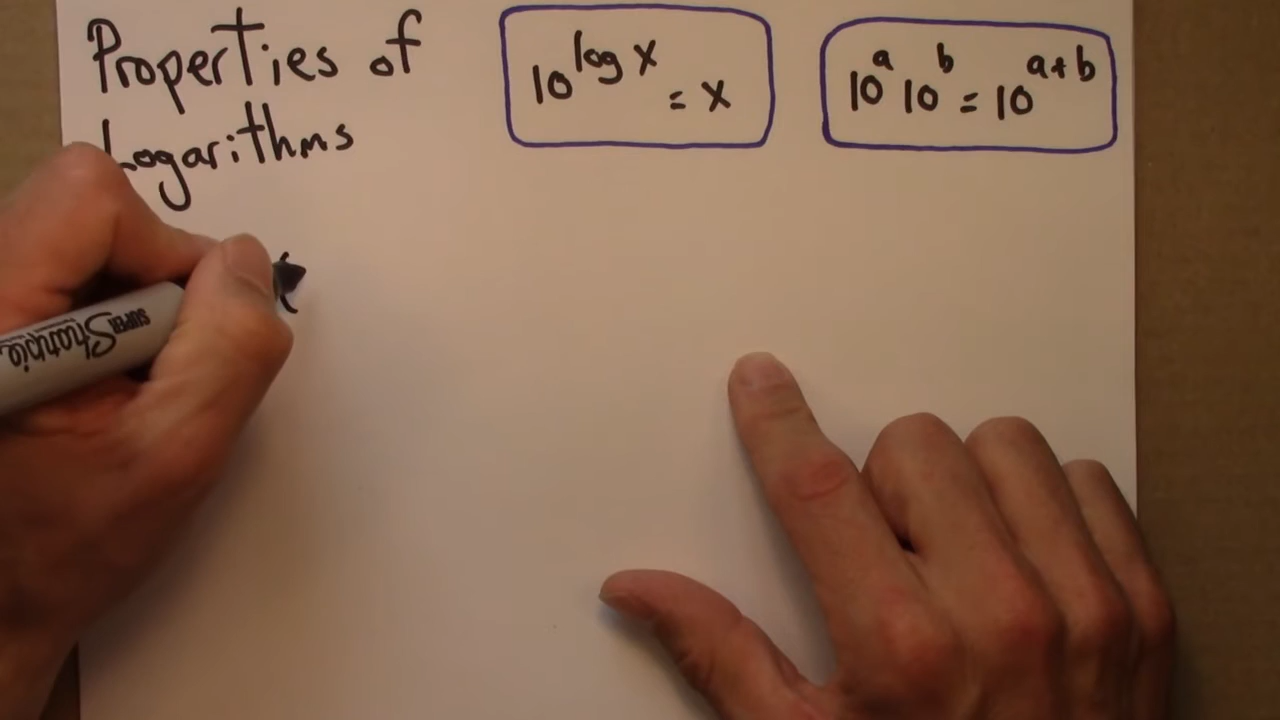 Properties of
Logarithms
10^{log x} = x
10^a 10^b = 10^{a+b}
(
SUPER Sharpie